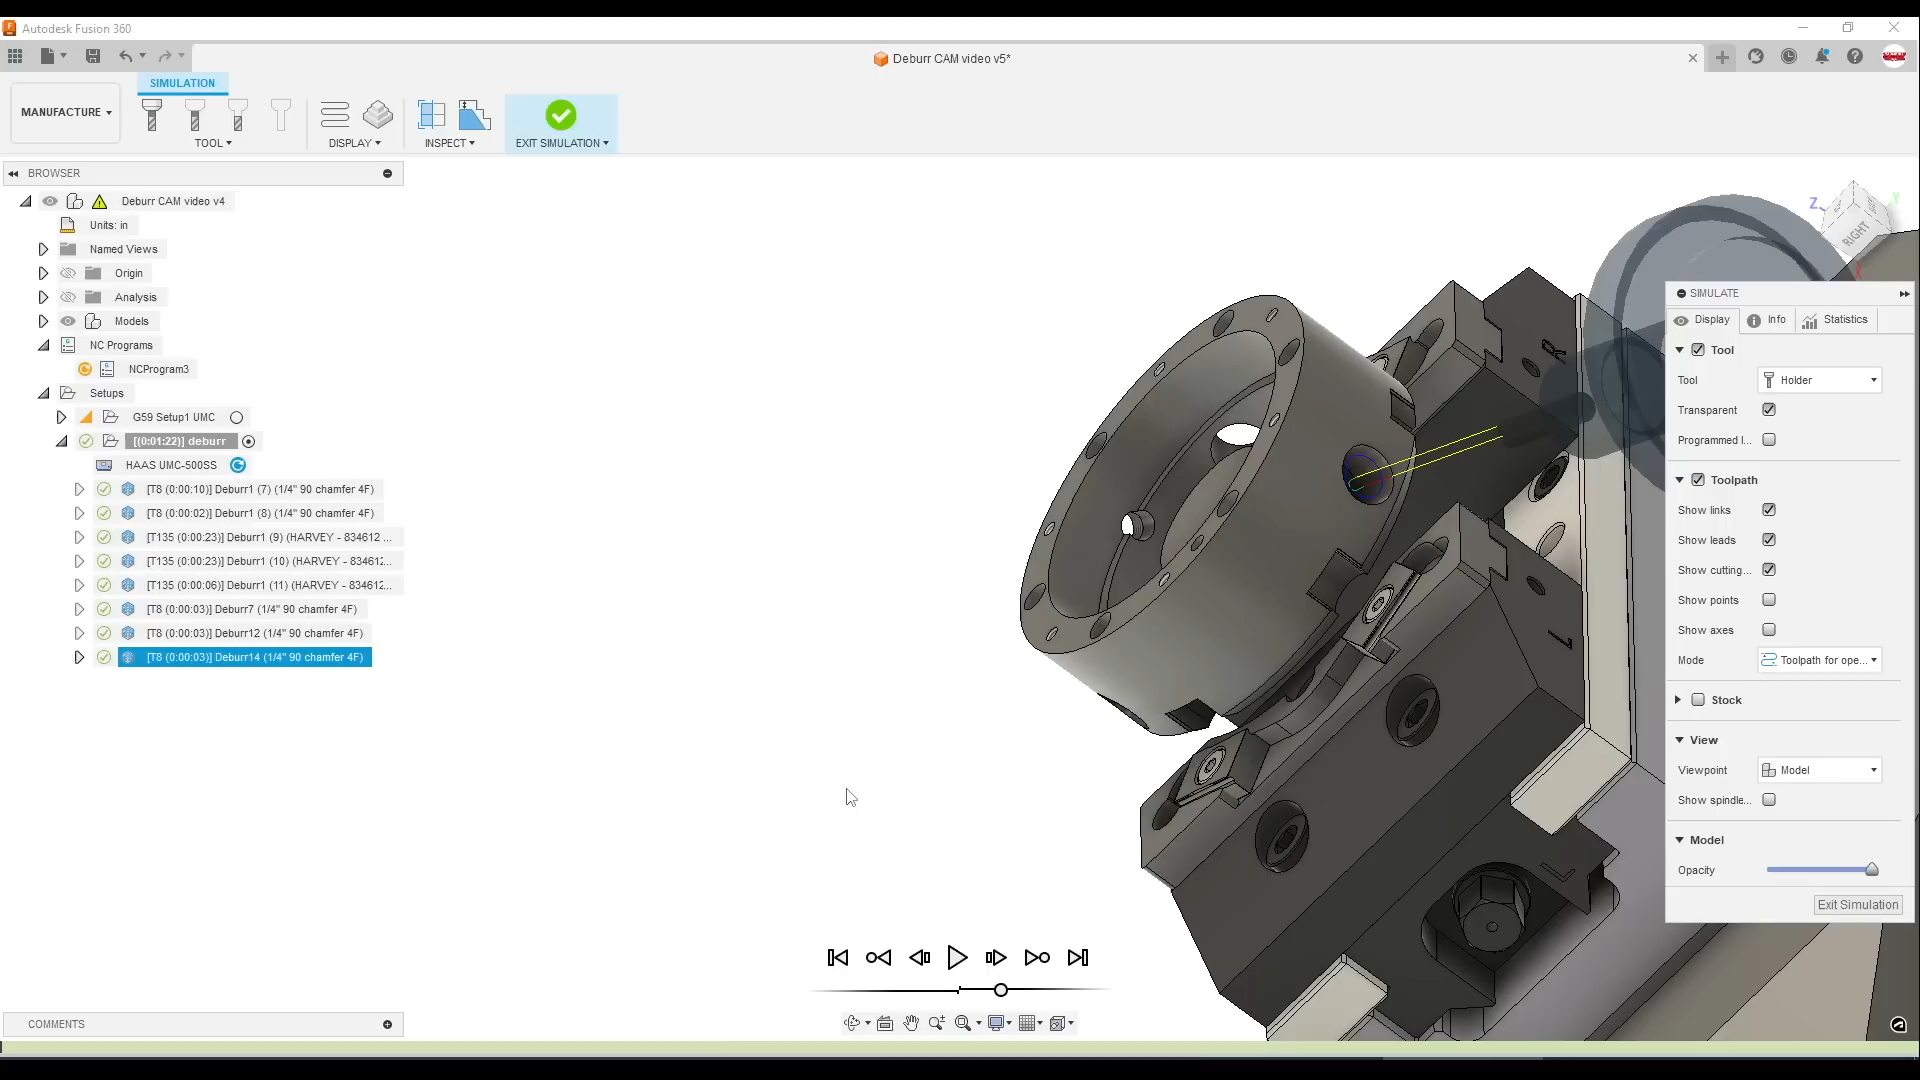 Autodesk Fusion 360
Deburr CAM video v5*
SIMULATION
MANUFACTURE
TOOL
DISPLAY
INSPECT
EXIT SIMULATION
BROWSER
Deburr CAM video v4
Units: in
Named Views
Origin
Analysis
Models
NC Programs
NCProgram3
Setups
G59 Setup1 UMC
[(0:01:22)] deburr
HAAS UMC-500SS
[T8 (0:00:10)] Deburr1 (7) (1/4" 90 chamfer 4F)
[T8 (0:00:02)] Deburr1 (8) (1/4" 90 chamfer 4F)
[T135 (0:00:23)] Deburr1 (9) (HARVEY - 834612 ...
[T135 (0:00:23)] Deburr1 (10) (HARVEY - 83461...
[T135 (0:00:06)] Deburr1 (11) (HARVEY - 83461...
[T8 (0:00:03)] Deburr7 (1/4" 90 chamfer 4F)
[T8 (0:00:03)] Deburr12 (1/4" 90 chamfer 4F)
[T8 (0:00:03)] Deburr14 (1/4" 90 chamfer 4F)
COMMENTS
Z
Y
RIGHT
X
R
L
SIMULATE
Display
Info
Statistics
Tool
Tool
Holder
Transparent
Programmed l...
Toolpath
Show links
Show leads
Show cutting...
Show points
Show axes
Mode
Toolpath for ope...
Stock
View
Viewpoint
Model
Show spindle...
Model
Opacity
Exit Simulation